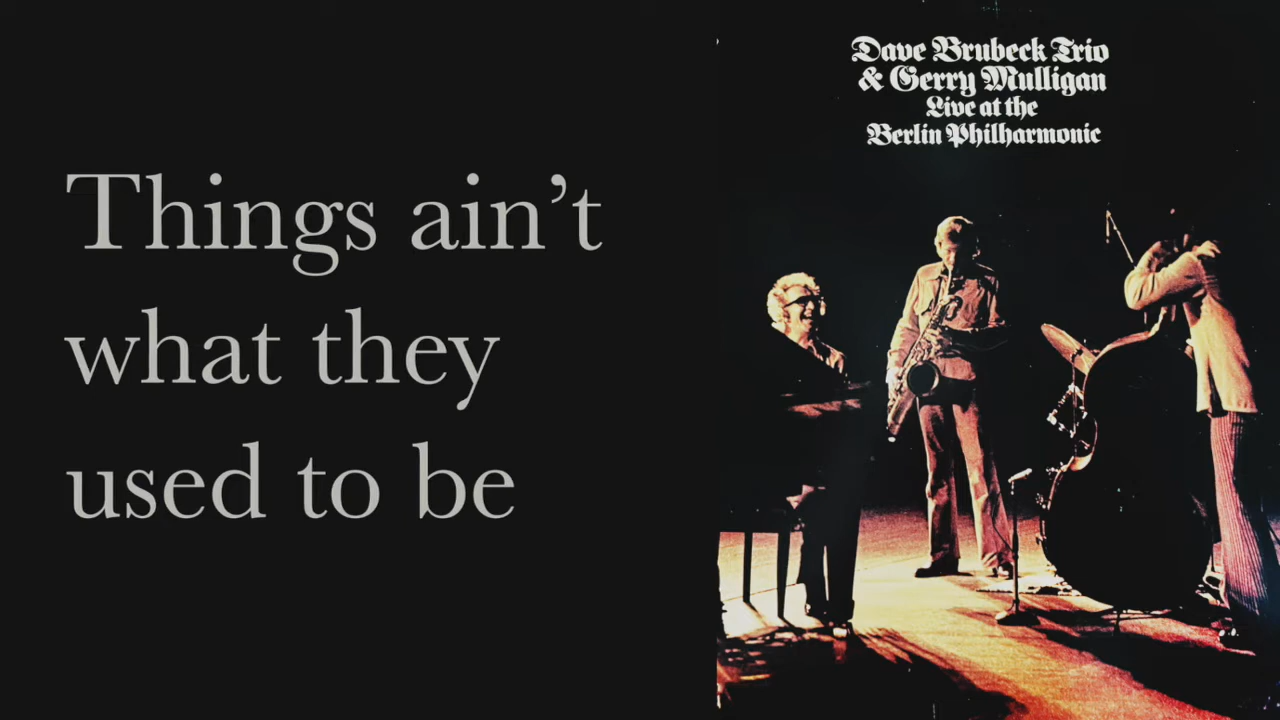 Things ain’t
what they
used to be
Dave Brubeck Trio
& Gerry Mulligan
Live at the
Berlin Philharmonic